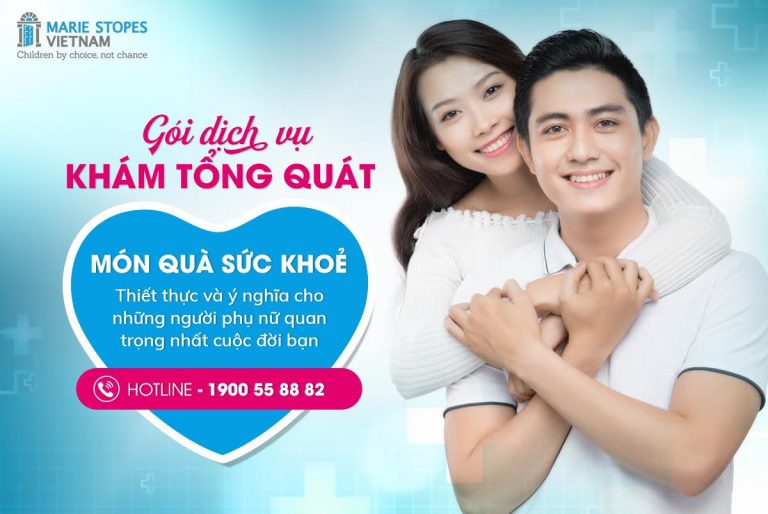 MARIE STOPES
VIETNAM
Children by choice, not chance
Gói dịch vụ
KHÁM TỔNG QUÁT
MÓN QUÀ SỨC KHOẺ
Thiết thực và ý nghĩa cho
những người phụ nữ quan
trọng nhất cuộc đời bạn
HOTLINE - 1900 55 88 82